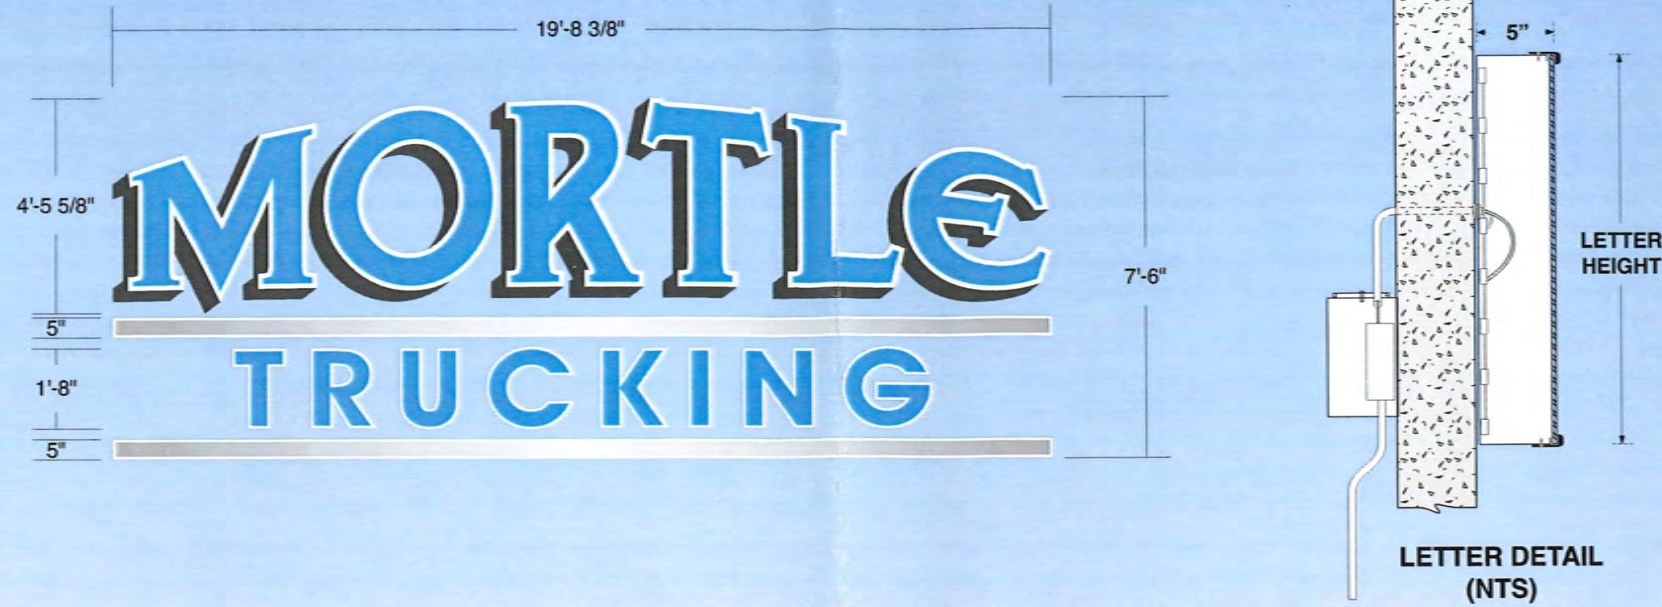 19'-8 3/8"
5"
MORTLE
4'-5 5/8"
LETTER
HEIGHT
7'-6"
5"
TRUCKING
1'-8"
5"
LETTER DETAIL
(NTS)